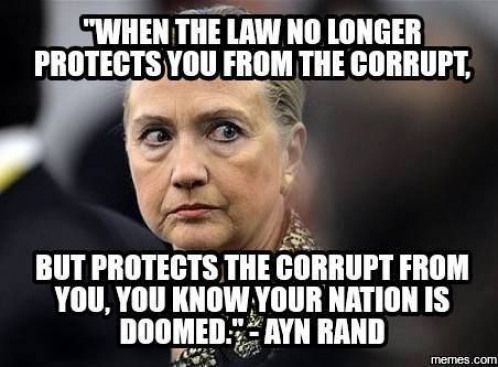 "WHEN THE LAW NO LONGER
PROTECTS YOU FROM THE CORRUPT,
BUT PROTECTS THE CORRUPT FROM
YOU, YOU KNOW YOUR NATION IS
DOOMED." - AYN RAND
memes.com